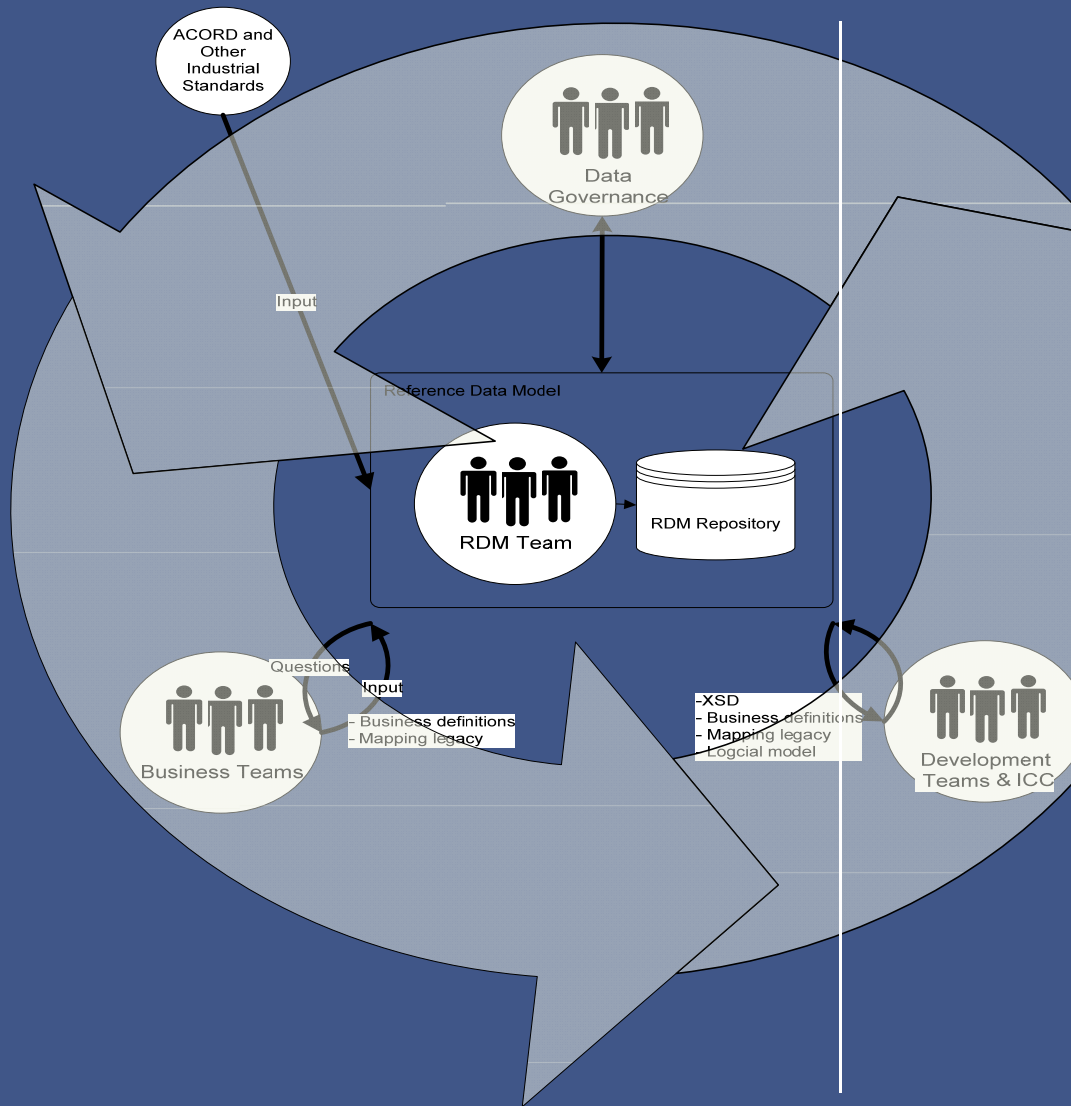 ACORD and
Other
Industrial
Standards
Data
Governance
Input
Reference Data Model
RDM Team
RDM Repository
Questions
Input
- Business definitions
- Mapping legacy
Business Teams
-XSD
- Business definitions
- Mapping legacy
- Logcial model
Development
Teams & ICC